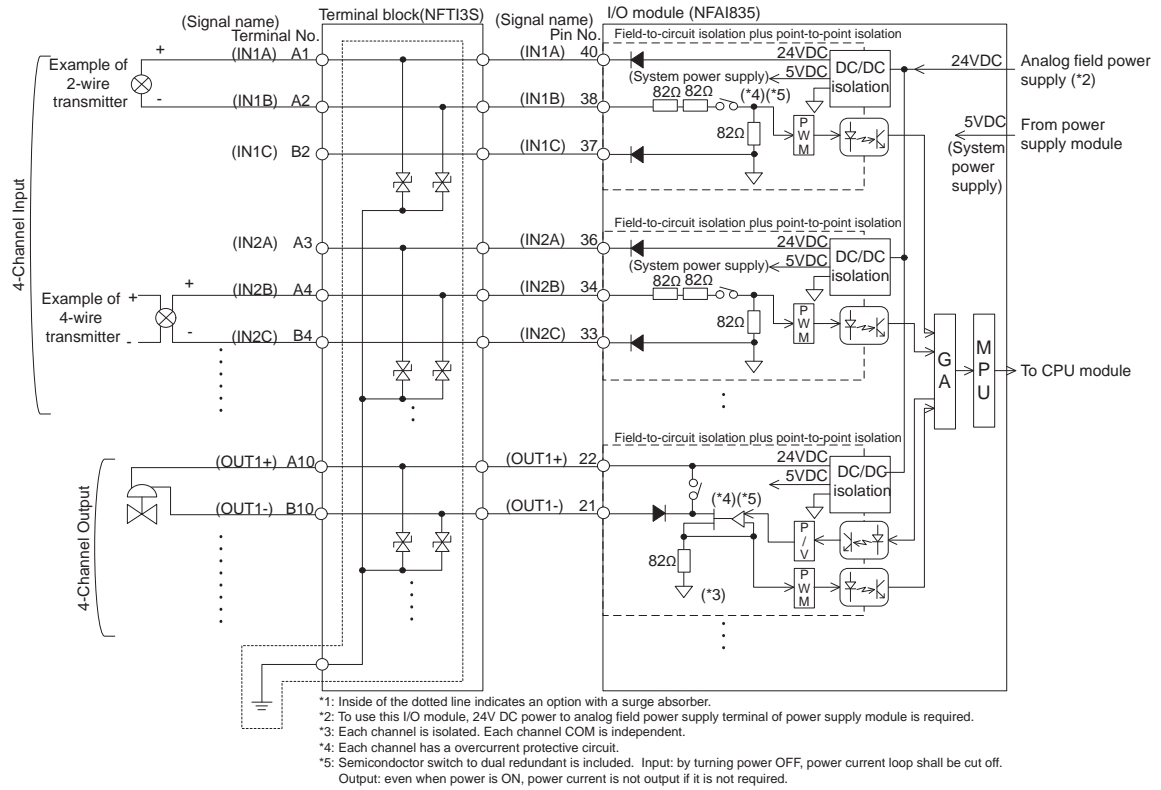 (Signal name)
Terminal No.
Terminal block(NFTI3S)
(Signal name)
Pin No.
I/O module (NFAI835)
Field-to-circuit isolation plus point-to-point isolation
4-Channel Input
Example of
2-wire
transmitter
+
-
(IN1A) A1
(IN1B) A2
(IN1C) B2
(IN1A) 40
(IN1B) 38
(IN1C) 37
24VDC
(System power supply)
5VDC
DC/DC
isolation
82Ω 82Ω
(*4)(*5)
82Ω
PWM
24VDC
Analog field power
supply (*2)
5VDC
(System
power
supply)
From power
supply module
Field-to-circuit isolation plus point-to-point isolation
Example of
4-wire
transmitter
+
-
+
-
(IN2A) A3
(IN2B) A4
(IN2C) B4
(IN2A) 36
(IN2B) 34
(IN2C) 33
24VDC
(System power supply)
5VDC
DC/DC
isolation
82Ω 82Ω
82Ω
PWM
GA
MPU
To CPU module
Field-to-circuit isolation plus point-to-point isolation
4-Channel Output
(OUT1+) A10
(OUT1-) B10
(OUT1+) 22
(OUT1-) 21
24VDC
5VDC
DC/DC
isolation
(*4)(*5)
P/V
82Ω
(*3)
PWM
*1: Inside of the dotted line indicates an option with a surge absorber.
*2: To use this I/O module, 24V DC power to analog field power supply terminal of power supply module is required.
*3: Each channel is isolated. Each channel COM is independent.
*4: Each channel has a overcurrent protective circuit.
*5: Semicondoctor switch to dual redundant is included. Input: by turning power OFF, power current loop shall be cut off.
Output: even when power is ON, power current is not output if it is not required.